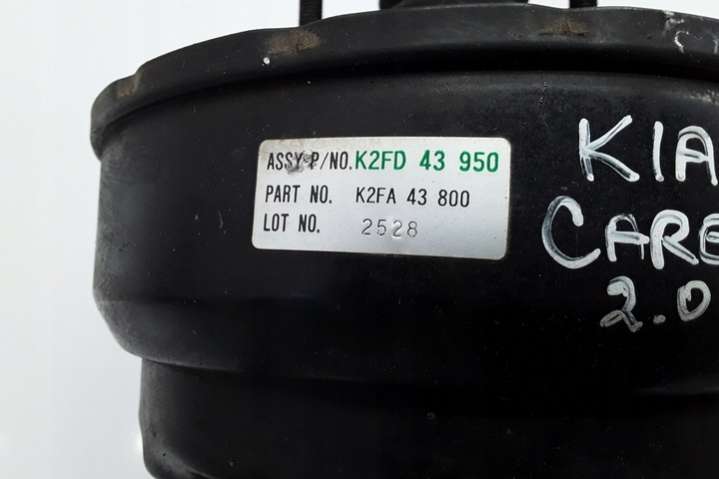 ASSY P/NO. K2FD 43 950
PART NO. K2FA 43 800
LOT NO. 2528
KIA
CARE
2.0